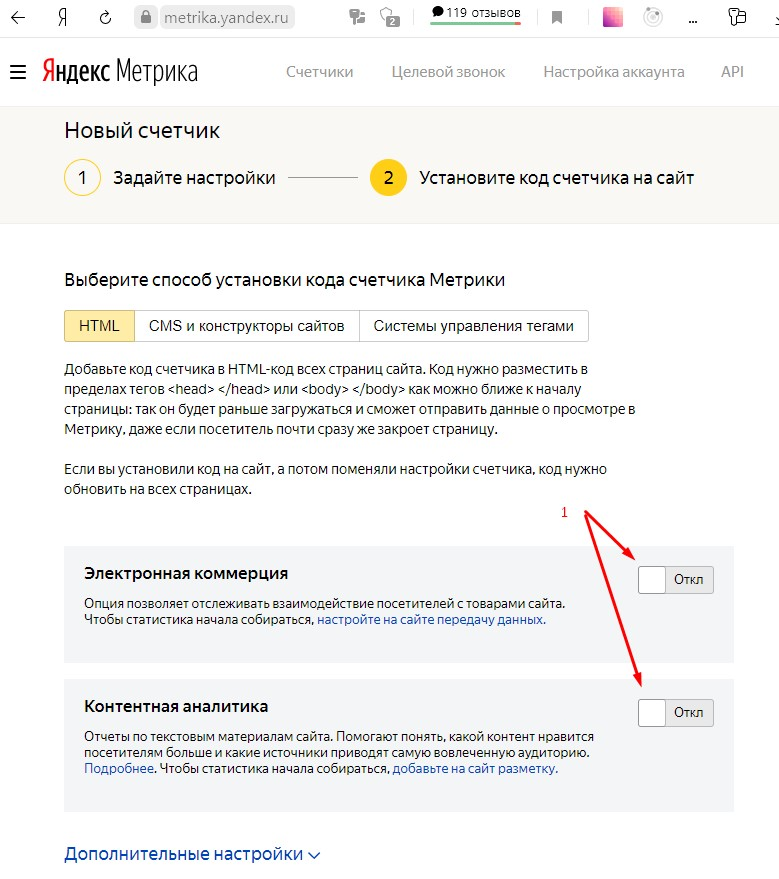 metrika.yandex.ru
2
119 отзывов
...
Яндекс Метрика
Счетчики
Целевой звонок
Настройка аккаунта
API
Новый счетчик
1
Задайте настройки
2
Установите код счетчика на сайт
Выберите способ установки кода счетчика Метрики
HTML
CMS и конструкторы сайтов
Системы управления тегами
Добавьте код счетчика в HTML-код всех страниц сайта. Код нужно разместить в
пределах тегов <head> </head> или <body> </body> как можно ближе к началу
страницы: так он будет раньше загружаться и сможет отправить данные о просмотре в
Метрику, даже если посетитель почти сразу же закроет страницу.
Если вы установили код на сайт, а потом поменяли настройки счетчика, код нужно
обновить на всех страницах.
1
Электронная коммерция
Откл
Опция позволяет отслеживать взаимодействие посетителей с товарами сайта.
Чтобы статистика начала собираться, настройте на сайте передачу данных.
Контентная аналитика
Откл
Отчеты по текстовым материалам сайта. Помогают понять, какой контент нравится
посетителям больше и какие источники приводят самую вовлеченную аудиторию.
Подробнее. Чтобы статистика начала собираться, добавьте на сайт разметку.
Дополнительные настройки